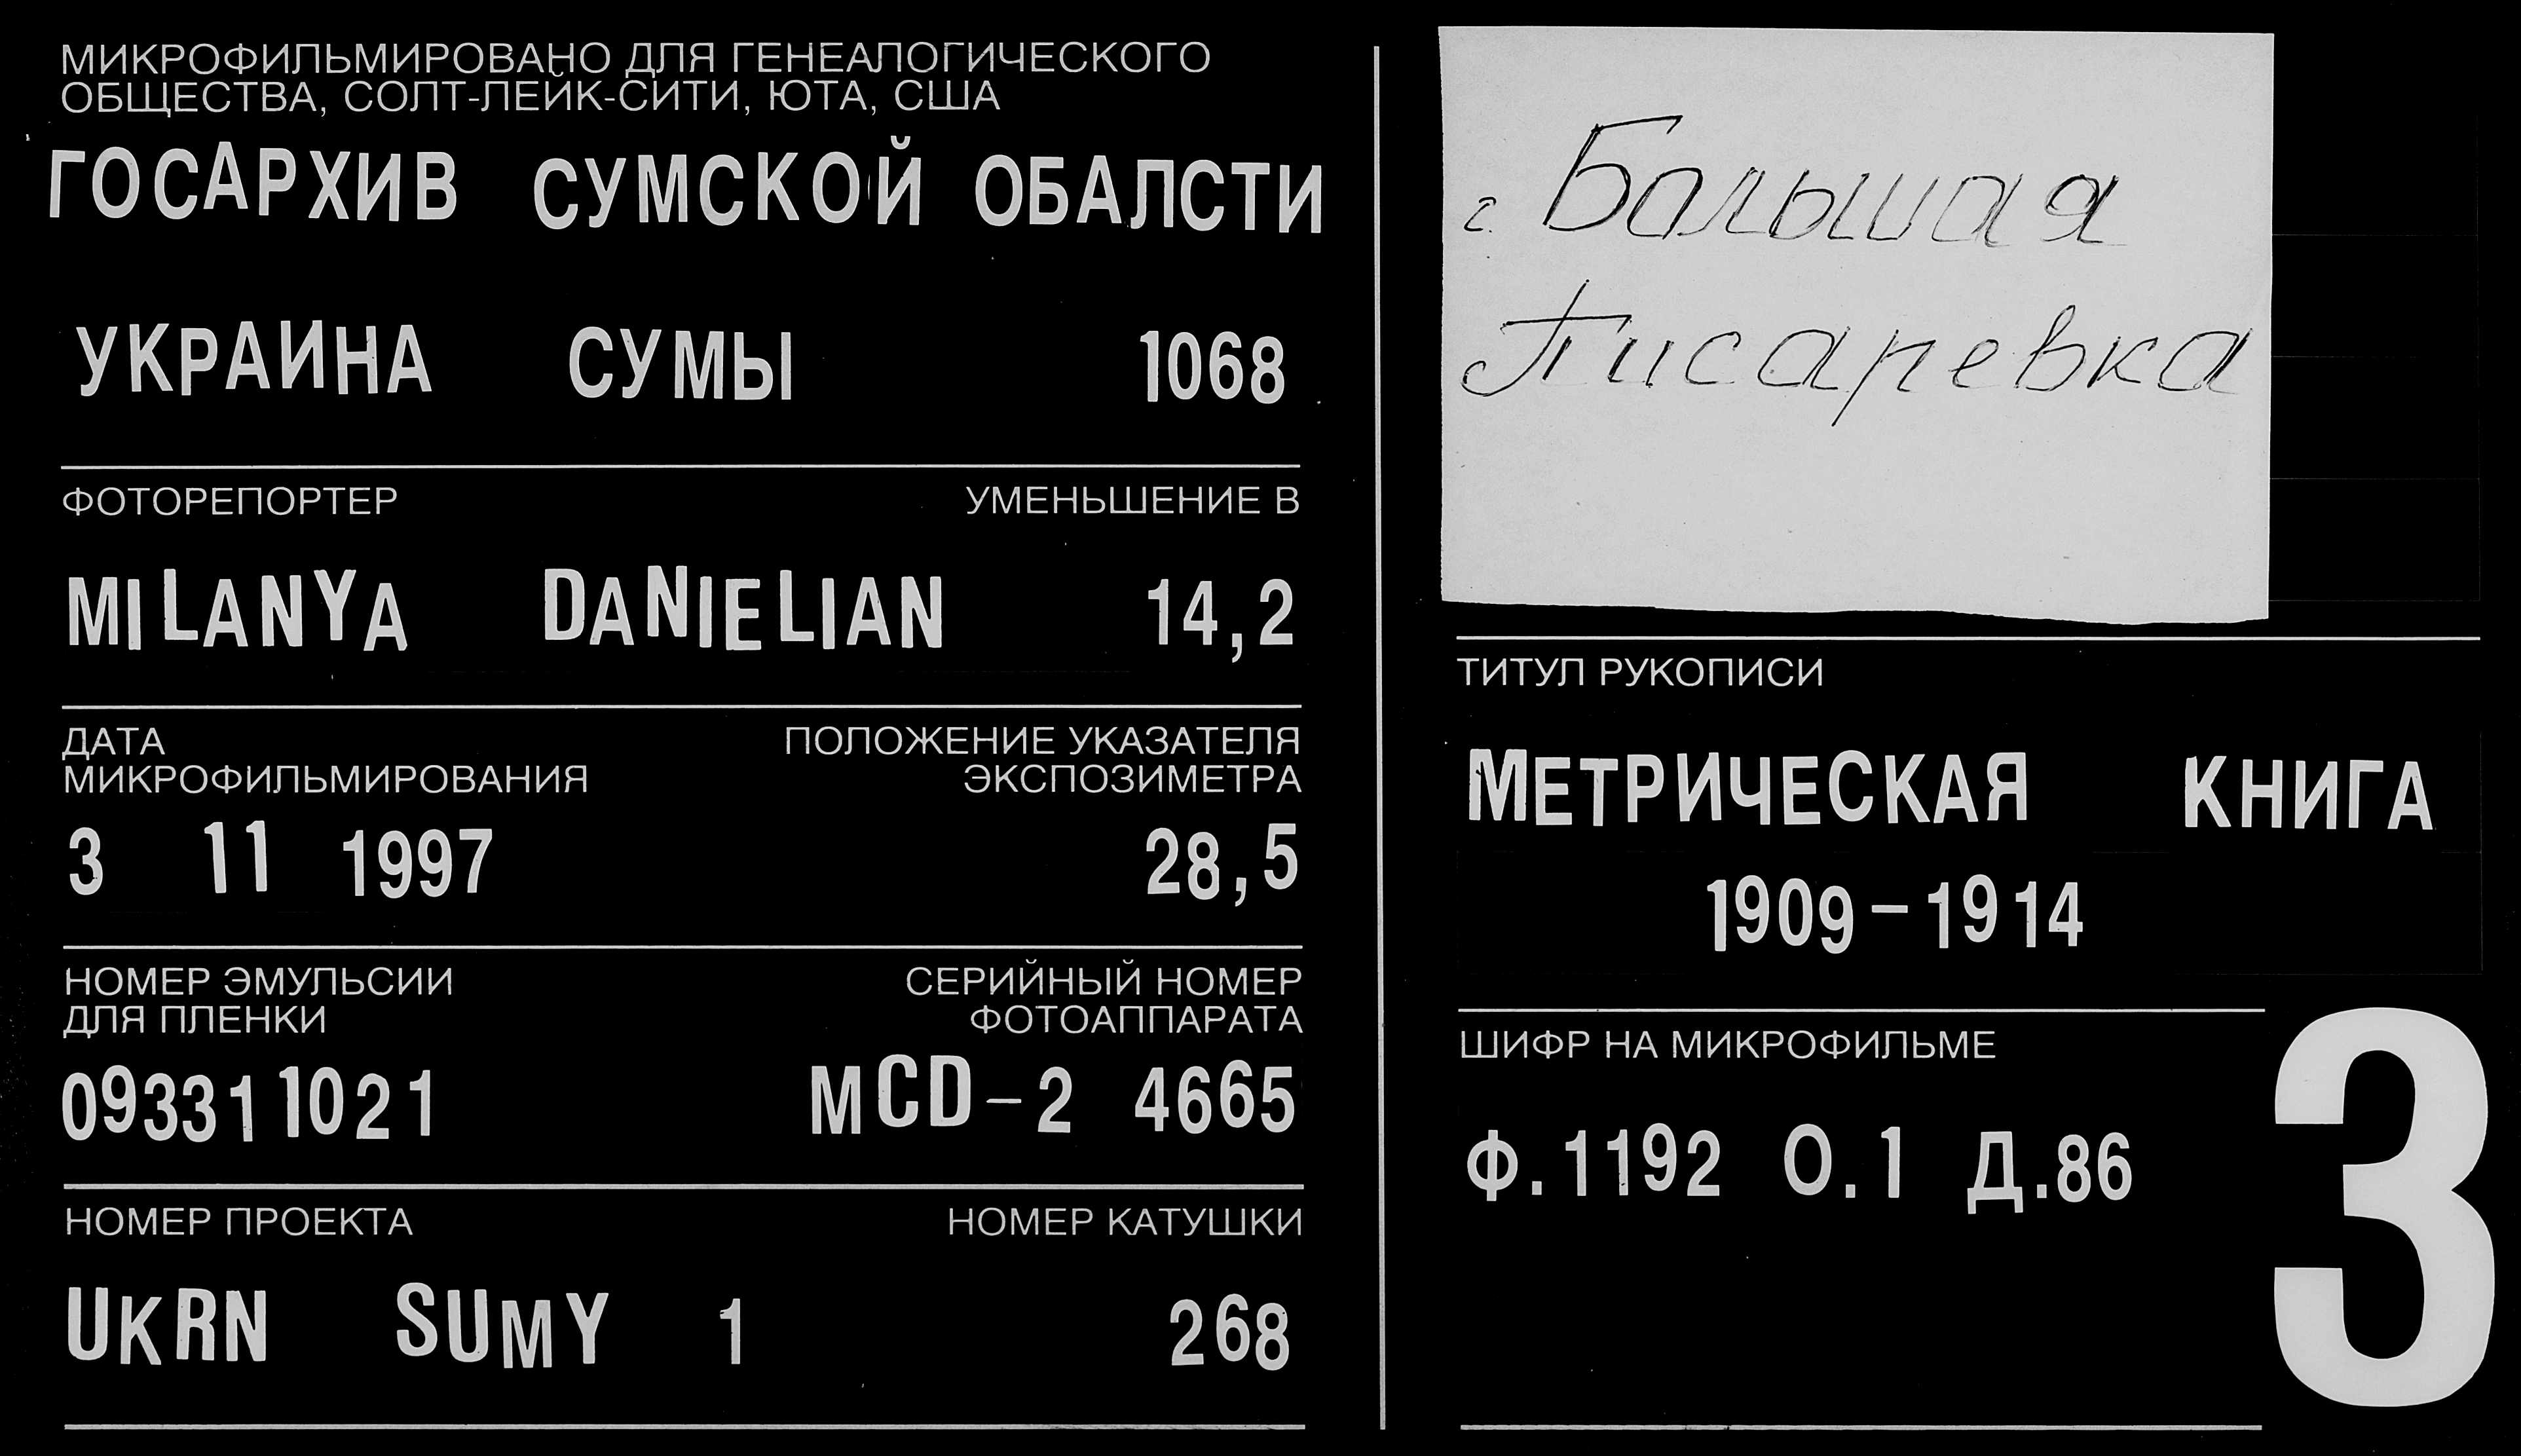 МИКРОФИЛЬМИРОВАНО ДЛЯ ГЕНЕАЛОГИЧЕСКОГО
ОБЩЕСТВА, СОЛТ-ЛЕЙК-СИТИ, ЮТА, США
ГОСАРХИВ СУМСКОЙ ОБАЛСТИ
УКРАИНА СУМЫ 1068
ФОТОРЕПОРТЕР УМЕНЬШЕНИЕ В
MILANYA DANIELIAN 14,2
ДАТА ПОЛОЖЕНИЕ УКАЗАТЕЛЯ
МИКРОФИЛЬМИРОВАНИЯ ЭКСПОЗИМЕТРА
3 11 1997 28,5
НОМЕР ЭМУЛЬСИИ СЕРИЙНЫЙ НОМЕР
ДЛЯ ПЛЕНКИ ФОТОАППАРАТА
093311021 MCD-2 4665
НОМЕР ПРОЕКТА НОМЕР КАТУШКИ
UKRN SUMY 1 268
с. Большая
Писаревка
ТИТУЛ РУКОПИСИ
МЕТРИЧЕСКАЯ КНИГА
1909-1914
ШИФР НА МИКРОФИЛЬМЕ
Ф.1192 О.1 Д.86
3